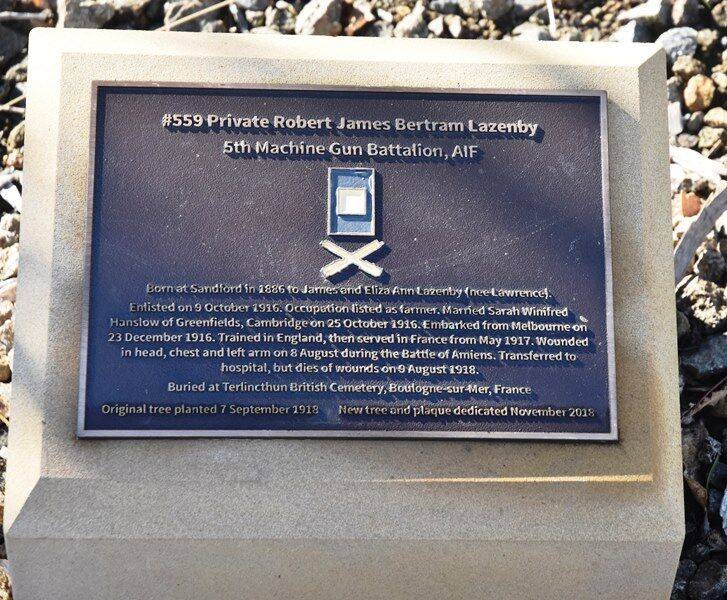 #559 Private Robert James Bertram Lazenby
5th Machine Gun Battalion, AIF
Born at Sandford in 1886 to James and Eliza Ann Lazenby (nee Lawrence).
Enlisted on 9 October 1916. Occupation listed as farmer. Married Sarah Winifred
Hanslow of Greenfields, Cambridge on 25 October 1916. Embarked from Melbourne on
23 December 1916. Trained in England, then served in France from May 1917. Wounded
in head, chest and left arm on 8 August during the Battle of Amiens. Transferred to
hospital, but dies of wounds on 9 August 1918.
Buried at Terlincthun British Cemetery, Boulogne-sur-Mer, France
Original tree planted 7 September 1918 New tree and plaque dedicated November 2018